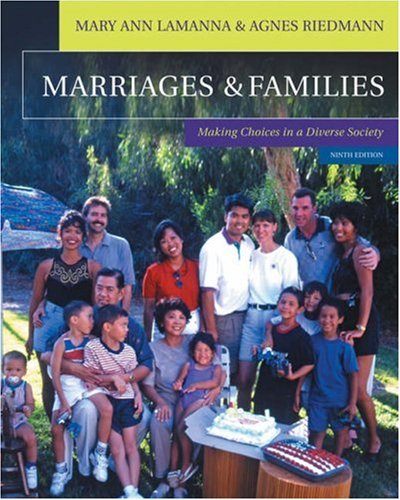 MARY ANN LAMANNA & AGNES RIEDMANN
MARRIAGES & FAMILIES
Making Choices in a Diverse Society
NINTH EDITION